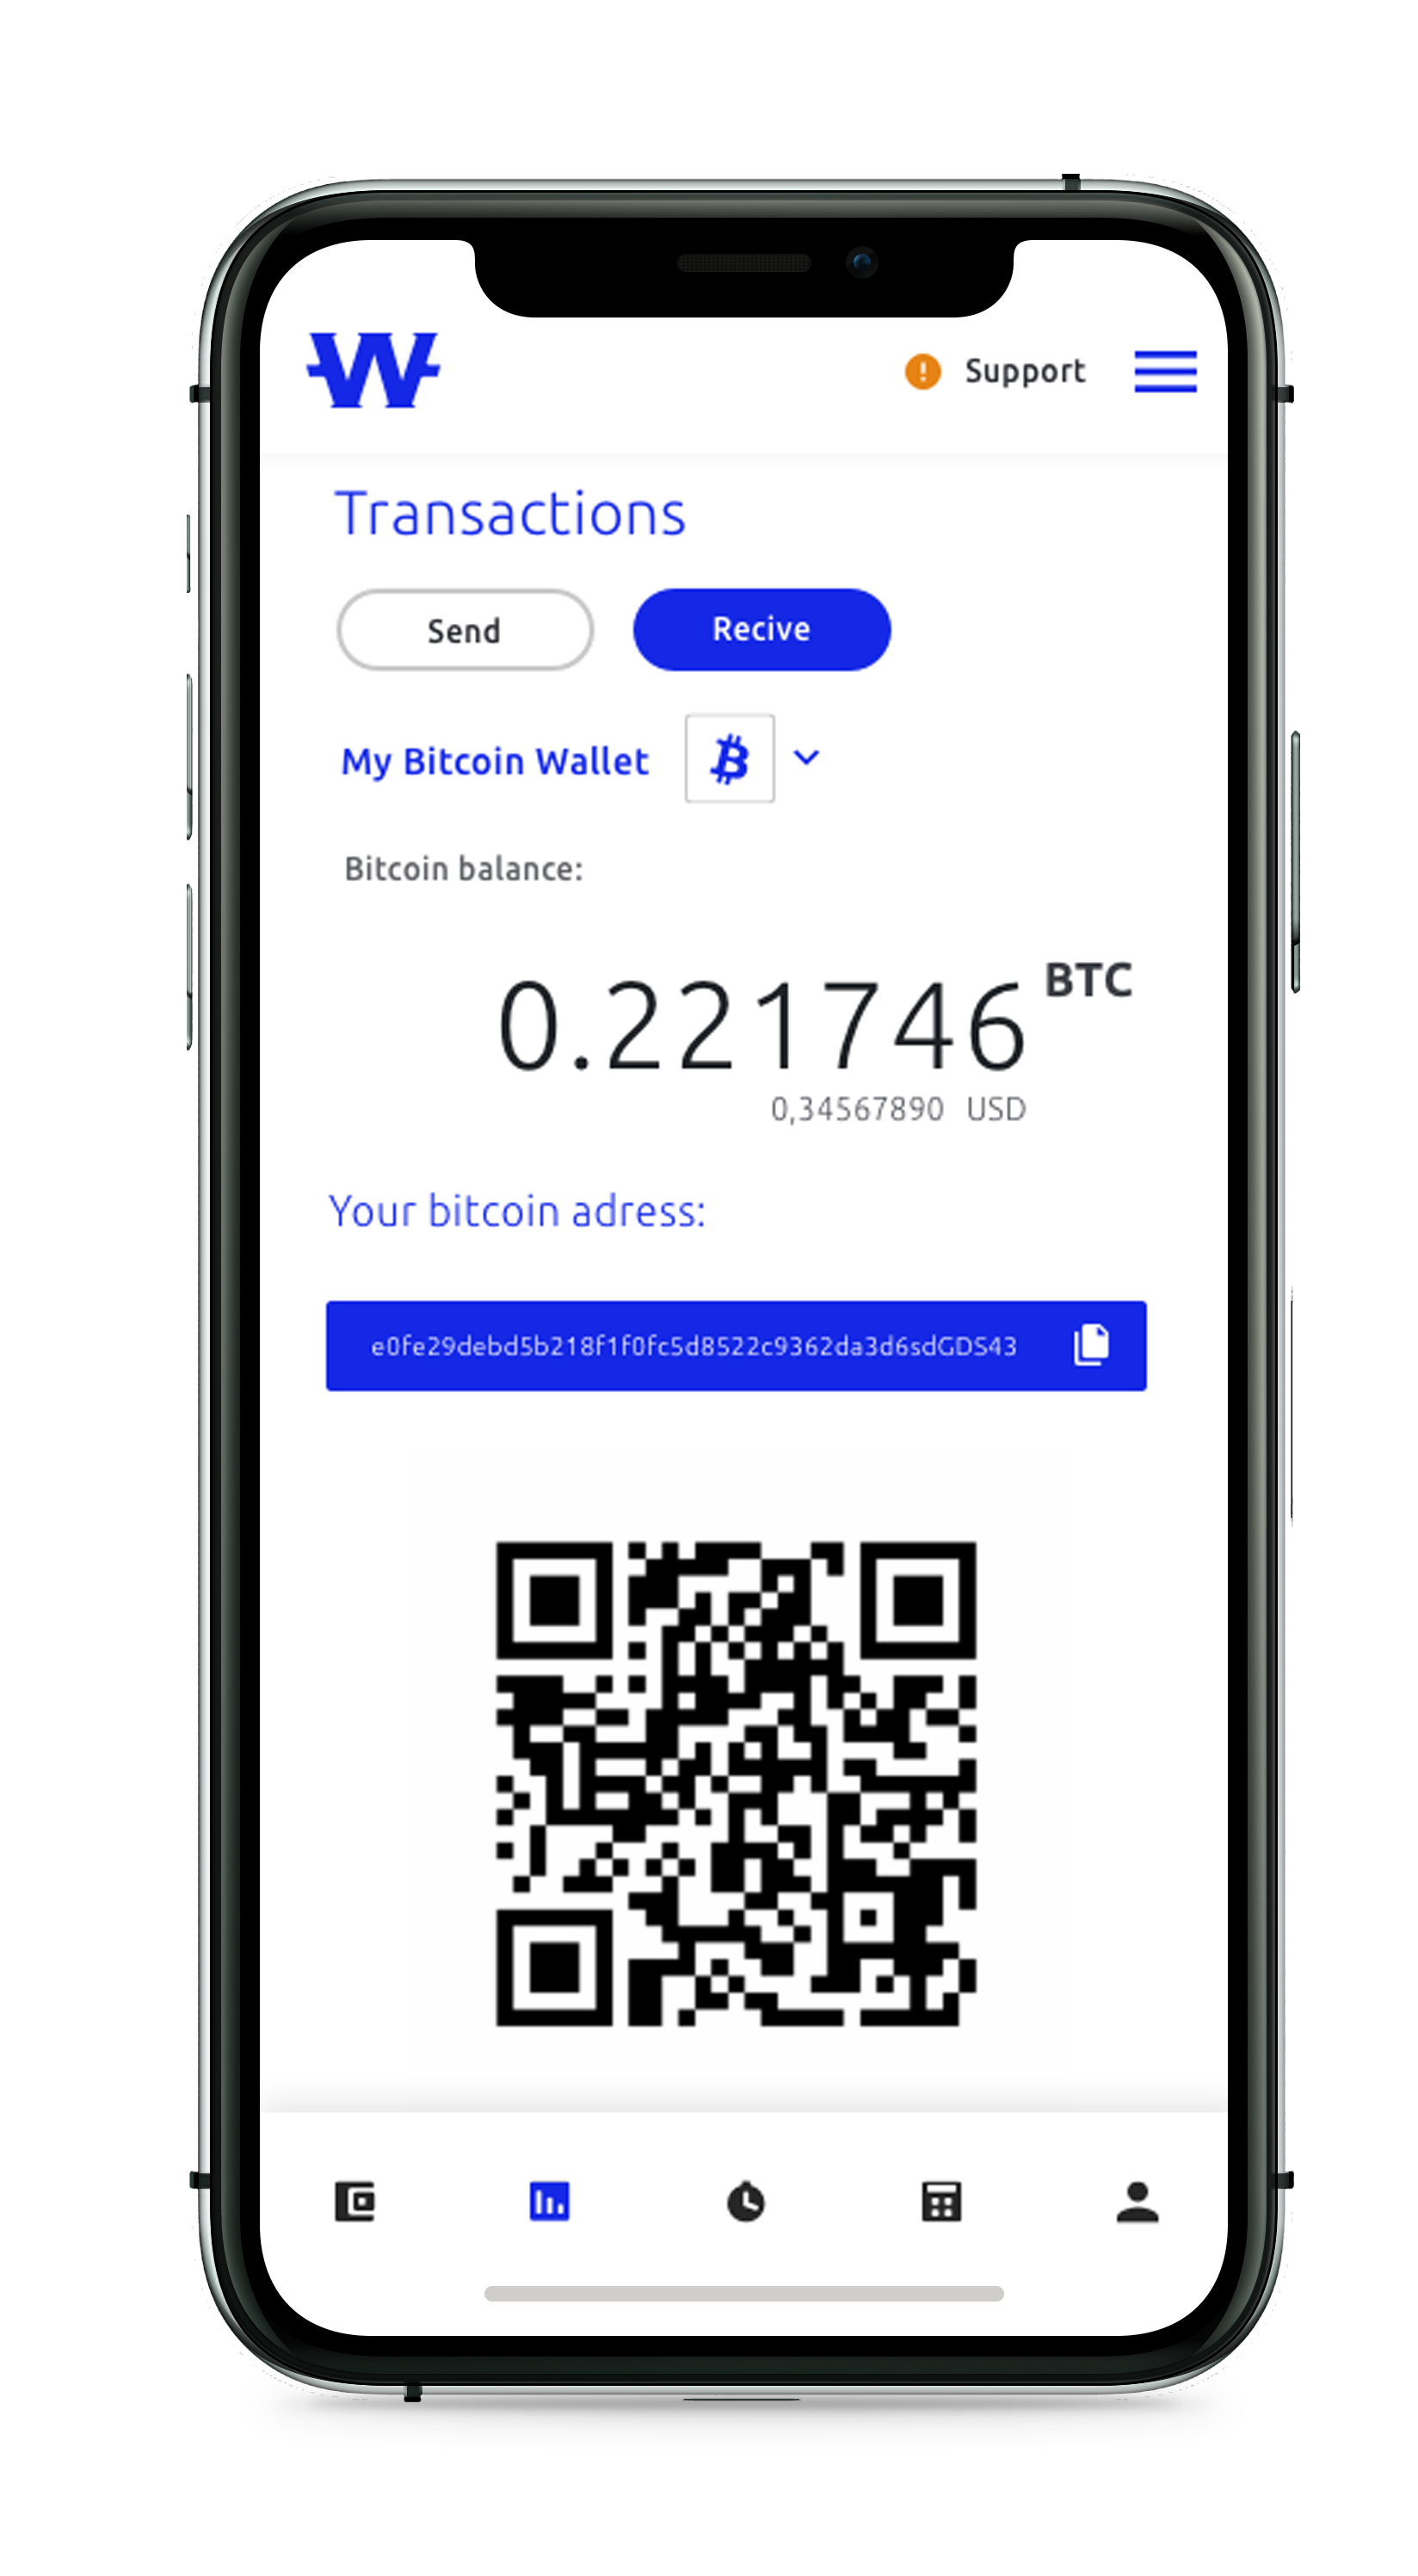 W
Support
Transactions
Send Recive
My Bitcoin Wallet
Bitcoin balance:
0.221746 BTC
0,34567890 USD
Your bitcoin adress:
e0fe29debd5b218f1f0fc5d8522c9362da3d6sdGDS43